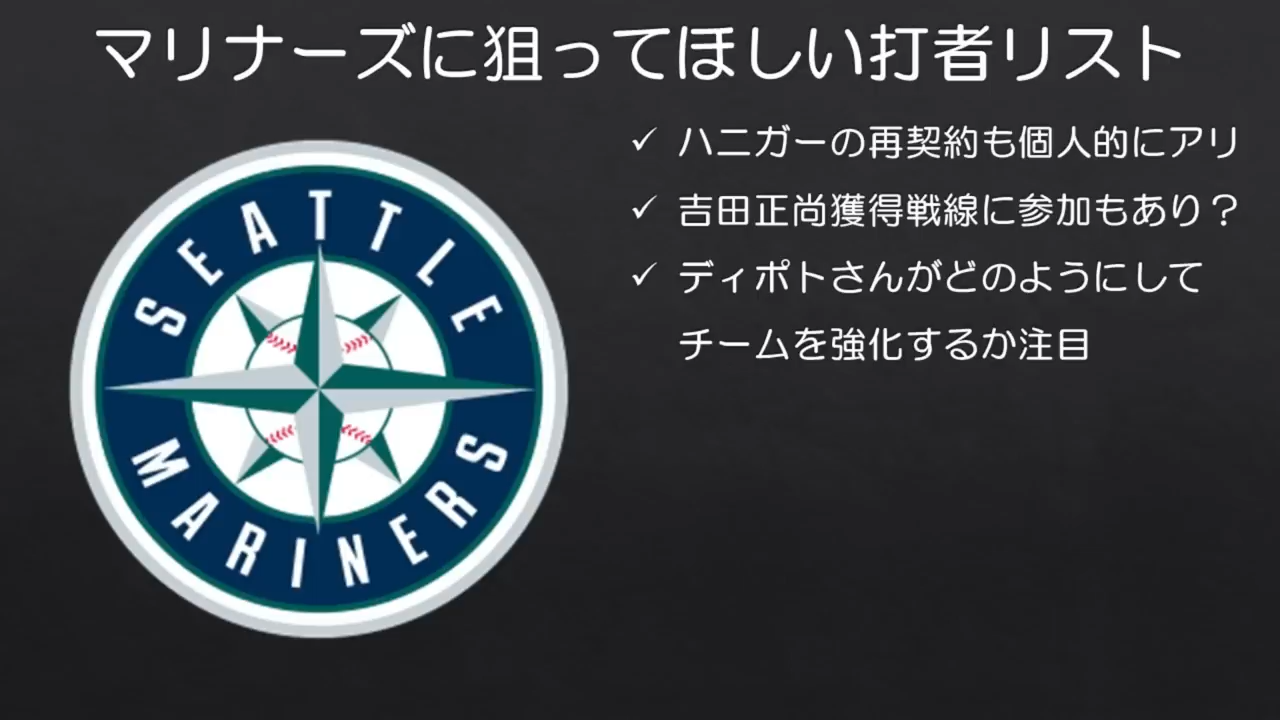 マリナーズに狙ってほしい打者リスト
✓ ハニガーの再契約も個人的にアリ
✓ 吉田正尚獲得戦線に参加もあり？
✓ ディポトさんがどのようにして
チームを強化するか注目
SEATTLE
MARINERS